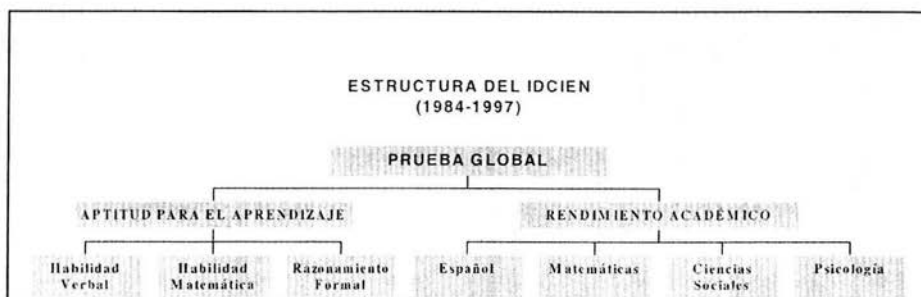 ESTRUCTURA DEL IDCIEN
(1984-1997)
PRUEBA GLOBAL
APTITUD PARA EL APRENDIZAJE
RENDIMIENTO ACADÉMICO
Habilidad
Verbal
Habilidad
Matemática
Razonamiento
Formal
Español
Matemáticas
Ciencias
Sociales
Psicología